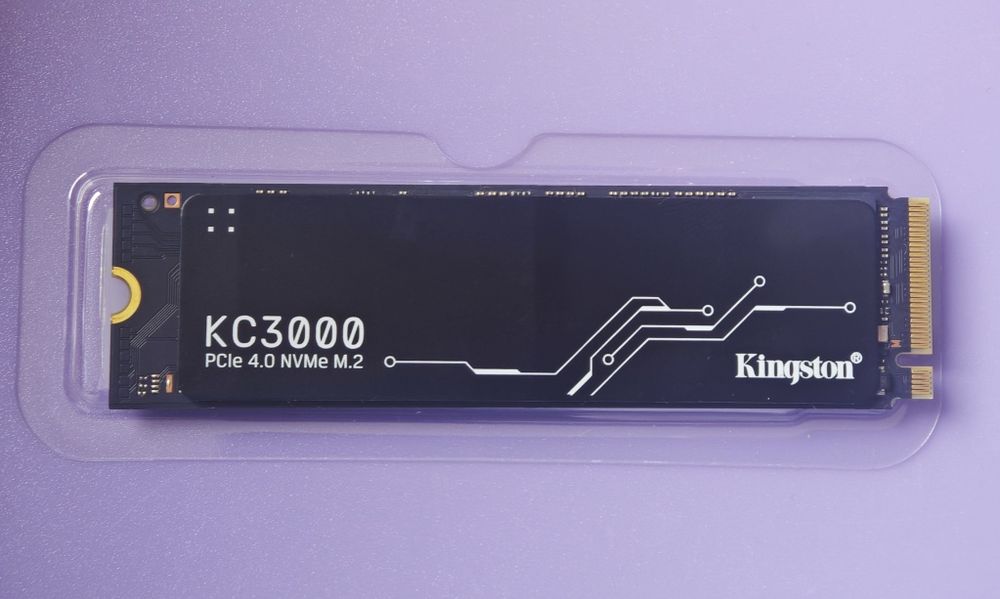 KC3000
PCIe 4.0 NVMe M.2
Kingston®